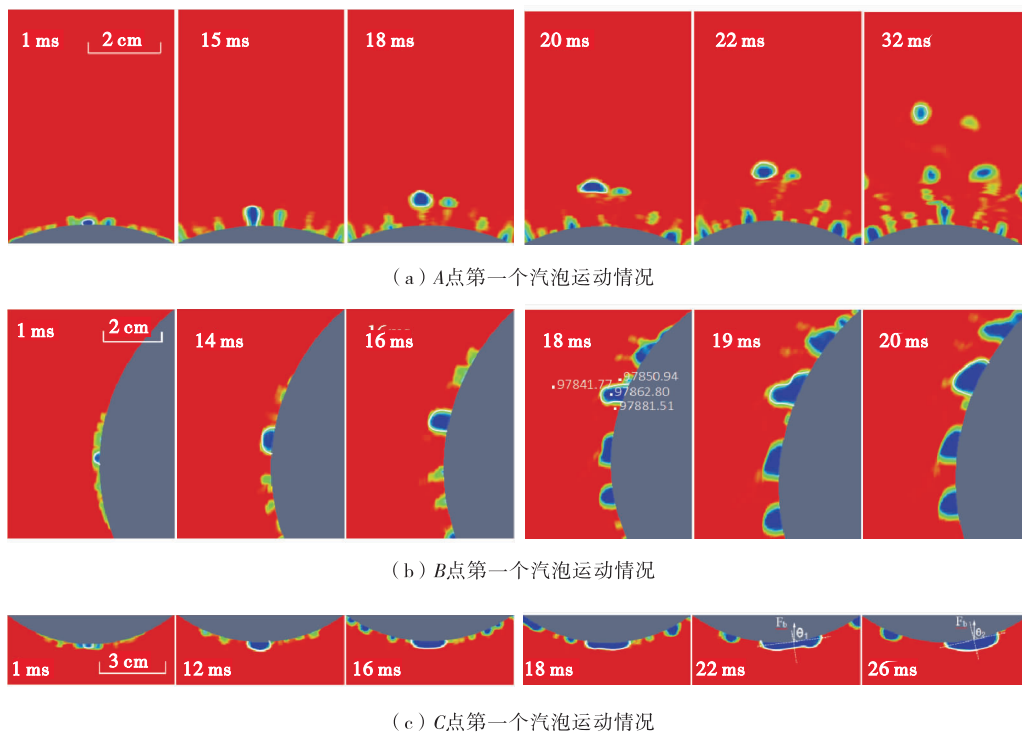 1 ms 2 cm 15 ms 18 ms 20 ms 22 ms 32 ms
（a）A点第一个汽泡运动情况
1 ms 2 cm 14 ms 16 ms 18 ms 19 ms 20 ms
97850.94
97841.77
97862.80
97881.51
（b）B点第一个汽泡运动情况
F_b θ_1 F_b θ_2
1 ms 3 cm 12 ms 16 ms 18 ms 22 ms 26 ms
（c）C点第一个汽泡运动情况